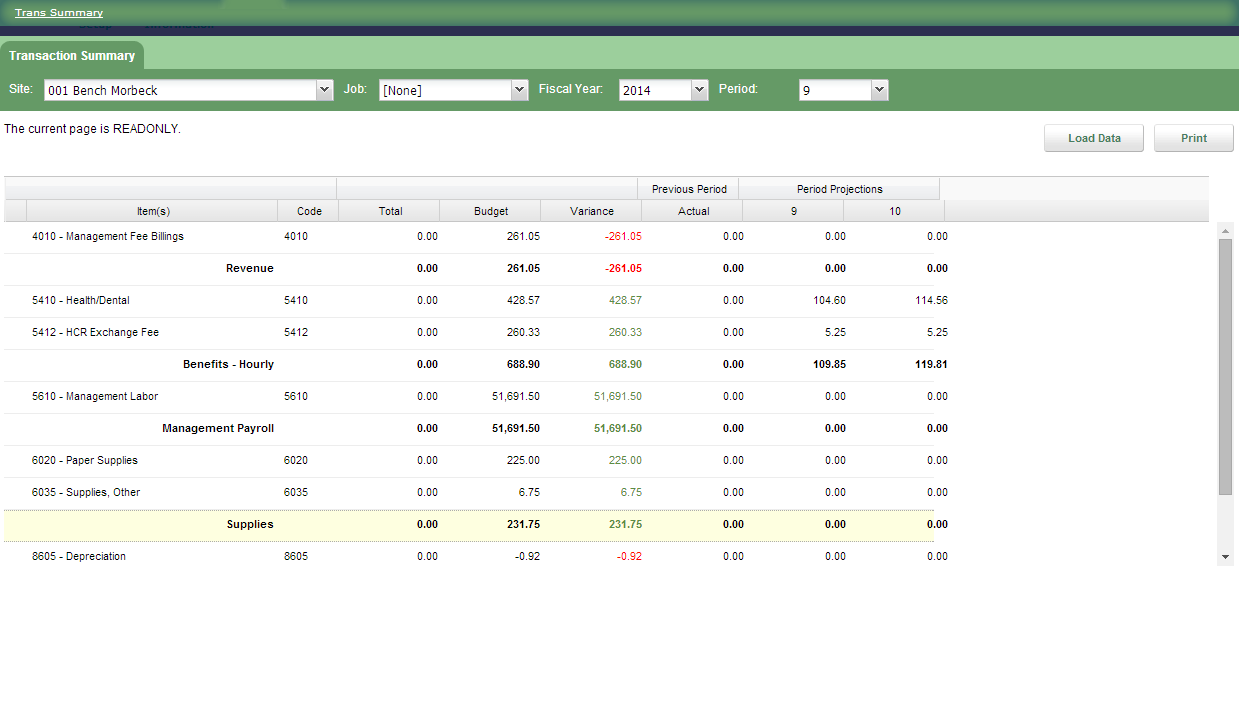 Trans Summary
Transaction Summary
Site: 001 Bench Morbeck Job: [None] Fiscal Year: 2014 Period: 9
The current page is READONLY.
Load Data Print
Previous Period Period Projections
Item(s) Code Total Budget Variance Actual 9 10
4010 - Management Fee Billings 4010 0.00 261.05 -261.05 0.00 0.00 0.00
Revenue 0.00 261.05 -261.05 0.00 0.00 0.00
5410 - Health/Dental 5410 0.00 428.57 428.57 0.00 104.60 114.56
5412 - HCR Exchange Fee 5412 0.00 260.33 260.33 0.00 5.25 5.25
Benefits - Hourly 0.00 688.90 688.90 0.00 109.85 119.81
5610 - Management Labor 5610 0.00 51,691.50 51,691.50 0.00 0.00 0.00
Management Payroll 0.00 51,691.50 51,691.50 0.00 0.00 0.00
6020 - Paper Supplies 6020 0.00 225.00 225.00 0.00 0.00 0.00
6035 - Supplies, Other 6035 0.00 6.75 6.75 0.00 0.00 0.00
Supplies 0.00 231.75 231.75 0.00 0.00 0.00
8605 - Depreciation 8605 0.00 -0.92 -0.92 0.00 0.00 0.00